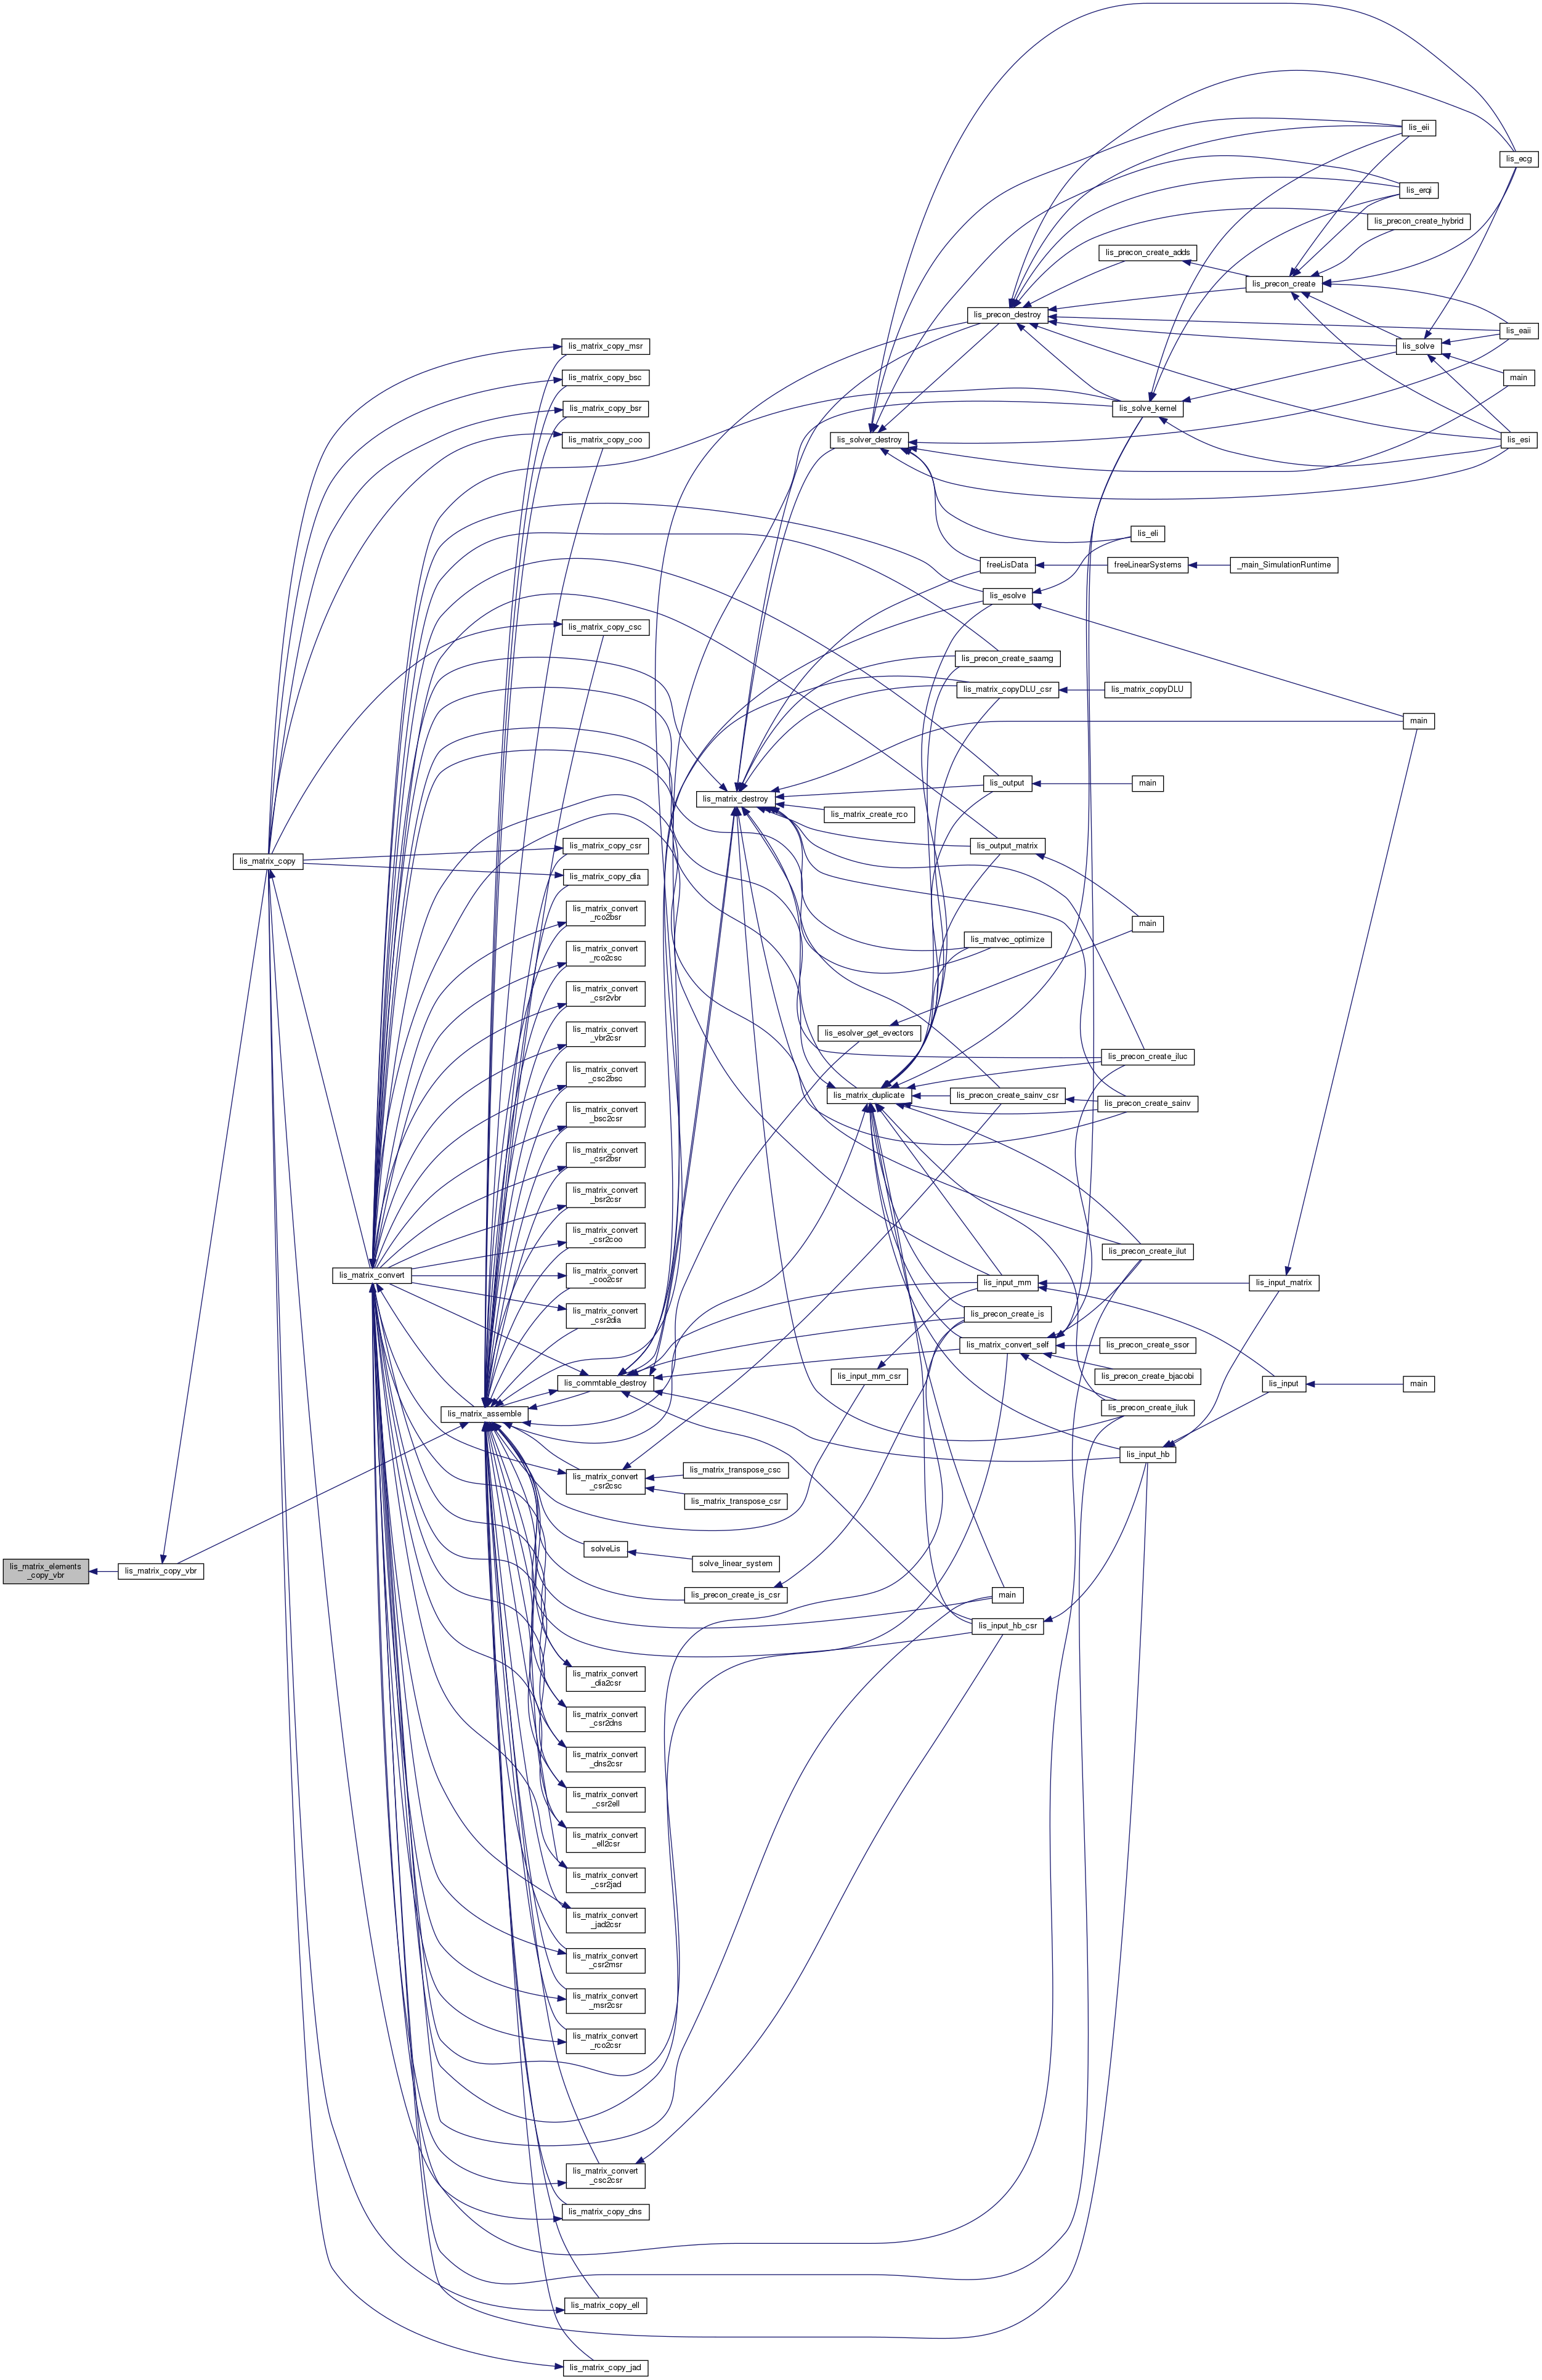 lis_ecg
lis_eii
lis_erqi
lis_precon_create_hybrid
lis_precon_create_adds
lis_precon_create
lis_precon_destroy
lis_eaii
lis_solve
lis_matrix_copy_msr
main
lis_matrix_copy_bsc
lis_solve_kernel
lis_matrix_copy_bsr
lis_matrix_copy_coo
lis_solver_destroy
lis_esi
lis_eli
freeLisData
freeLinearSystems
_main_SimulationRuntime
lis_esolve
lis_matrix_copy_csc
lis_precon_create_saamg
lis_matrix_copyDLU_csr
lis_matrix_copyDLU
main
lis_output
main
lis_matrix_destroy
lis_matrix_create_rco
lis_output_matrix
lis_matrix_copy_csr
lis_matrix_copy
lis_matrix_copy_dia
lis_matrix_convert
_rco2bsr
main
lis_matvec_optimize
lis_matrix_convert
_rco2csc
lis_matrix_convert
_csr2vbr
lis_matrix_convert
_vbr2csr
lis_esolver_get_evectors
lis_precon_create_iluc
lis_matrix_convert
_csc2bsc
lis_matrix_duplicate
lis_precon_create_sainv_csr
lis_precon_create_sainv
lis_matrix_convert
_bsc2csr
lis_matrix_convert
_csr2bsr
lis_matrix_convert
_bsr2csr
lis_matrix_convert
_csr2coo
lis_precon_create_ilut
lis_matrix_convert
lis_matrix_convert
_coo2csr
lis_input_mm
lis_input_matrix
lis_matrix_convert
_csr2dia
lis_precon_create_is
lis_matrix_convert_self
lis_precon_create_ssor
lis_input_mm_csr
lis_precon_create_bjacobi
lis_commtable_destroy
lis_input
main
lis_matrix_assemble
lis_precon_create_iluk
lis_input_hb
lis_matrix_transpose_csc
lis_matrix_convert
_csr2csc
lis_matrix_transpose_csr
solveLis
solve_linear_system
lis_matrix_elements
_copy_vbr
lis_matrix_copy_vbr
lis_precon_create_is_csr
main
lis_input_hb_csr
lis_matrix_convert
_dia2csr
lis_matrix_convert
_csr2dns
lis_matrix_convert
_dns2csr
lis_matrix_convert
_csr2ell
lis_matrix_convert
_ell2csr
lis_matrix_convert
_csr2jad
lis_matrix_convert
_jad2csr
lis_matrix_convert
_csr2msr
lis_matrix_convert
_msr2csr
lis_matrix_convert
_rco2csr
lis_matrix_convert
_csc2csr
lis_matrix_copy_dns
lis_matrix_copy_ell
lis_matrix_copy_jad